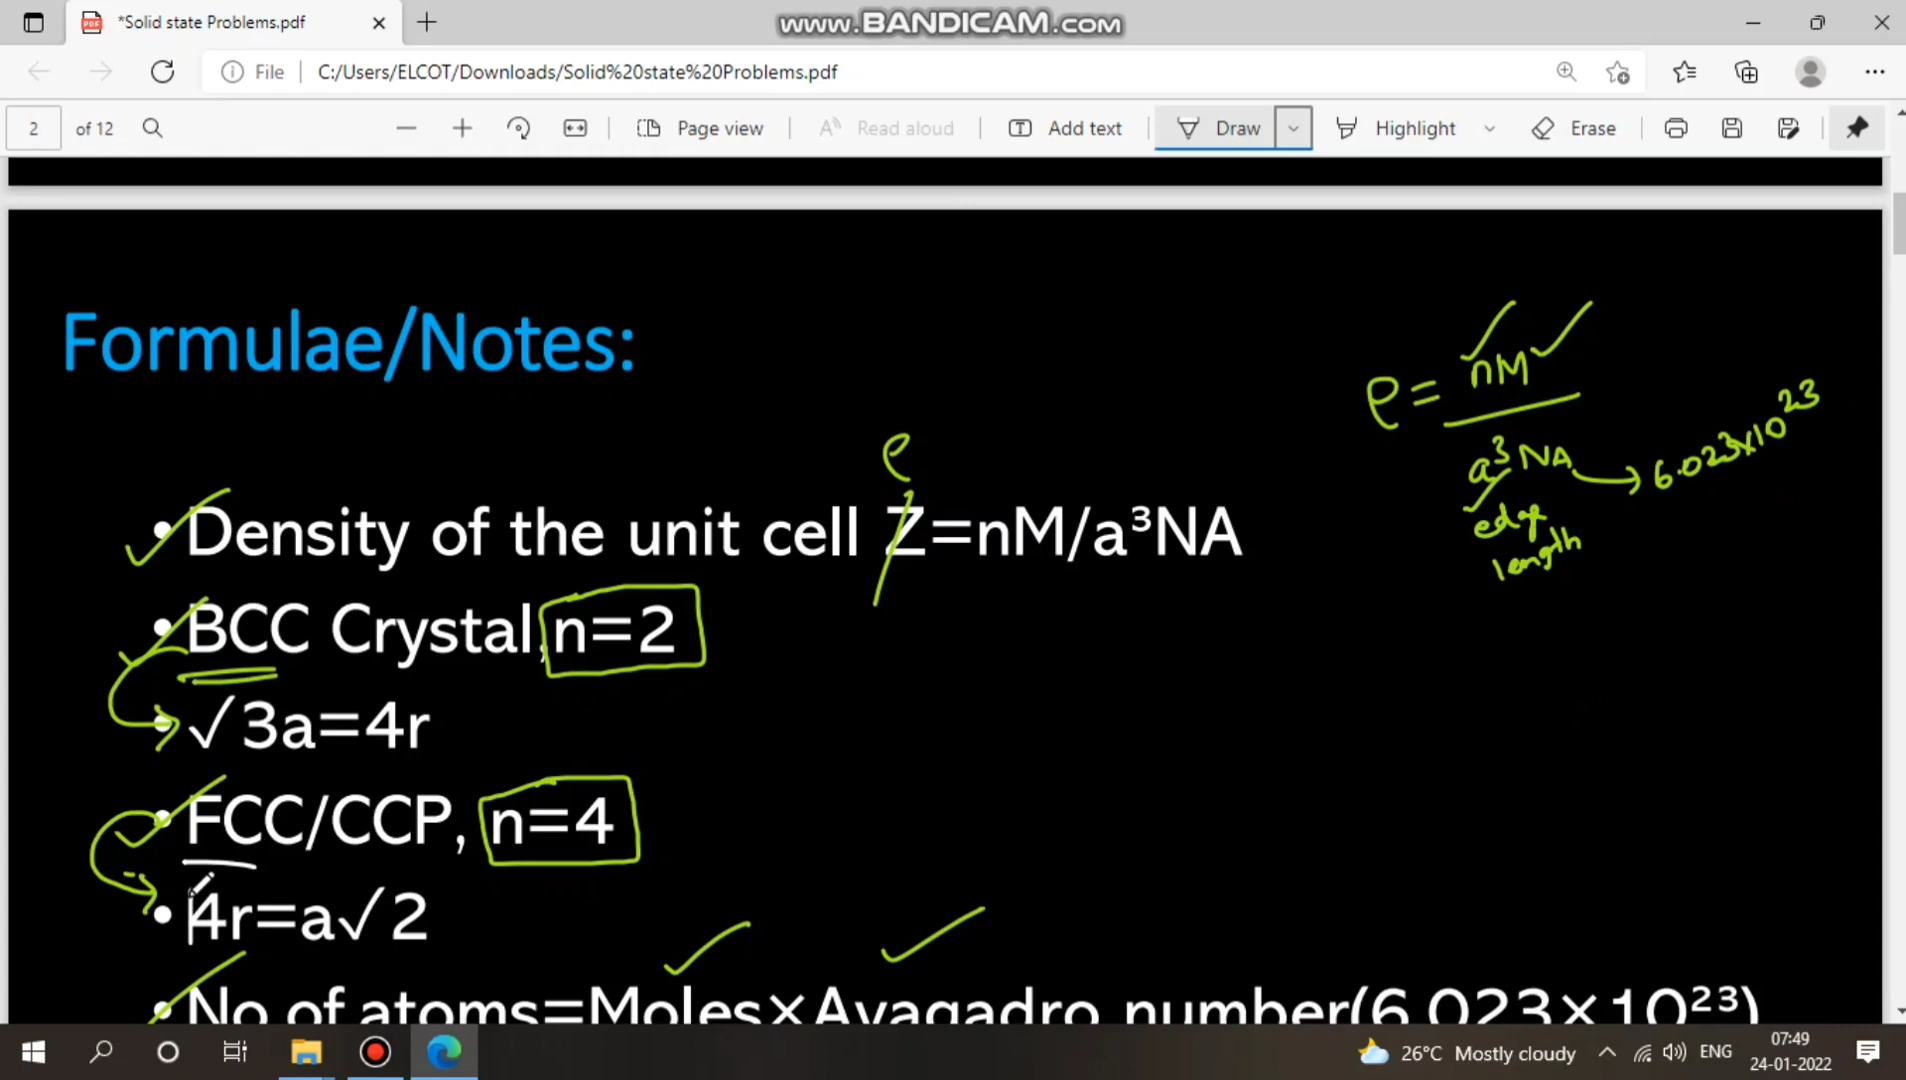 www.BANDICAM.com
*Solid state Problems.pdf
File
C:/Users/ELCOT/Downloads/Solid%20state%20Problems.pdf
2 of 12
Page view
Read aloud
Add text
Draw
Highlight
Erase
Formulae/Notes:
ρ = nM
a³NA → 6.023×10²³
edge
length
ρ
• Density of the unit cell Z=nM/a³NA
• BCC Crystal, n=2
• √3a=4r
• FCC/CCP, n=4
• 4r=a√2
• No of atoms=Moles×Avagadro number(6.023×10²³)
26°C Mostly cloudy
ENG
07:49
24-01-2022